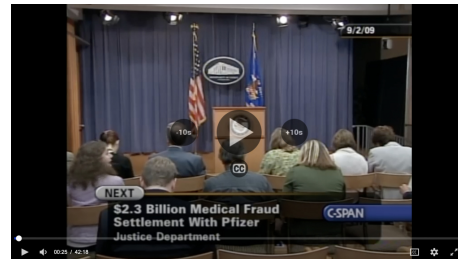 9/2/09
-10s
+10s
CC
NEXT
$2.3 Billion Medical Fraud
Settlement With Pfizer
Justice Department
C-SPAN
00:25 / 42:18
CC